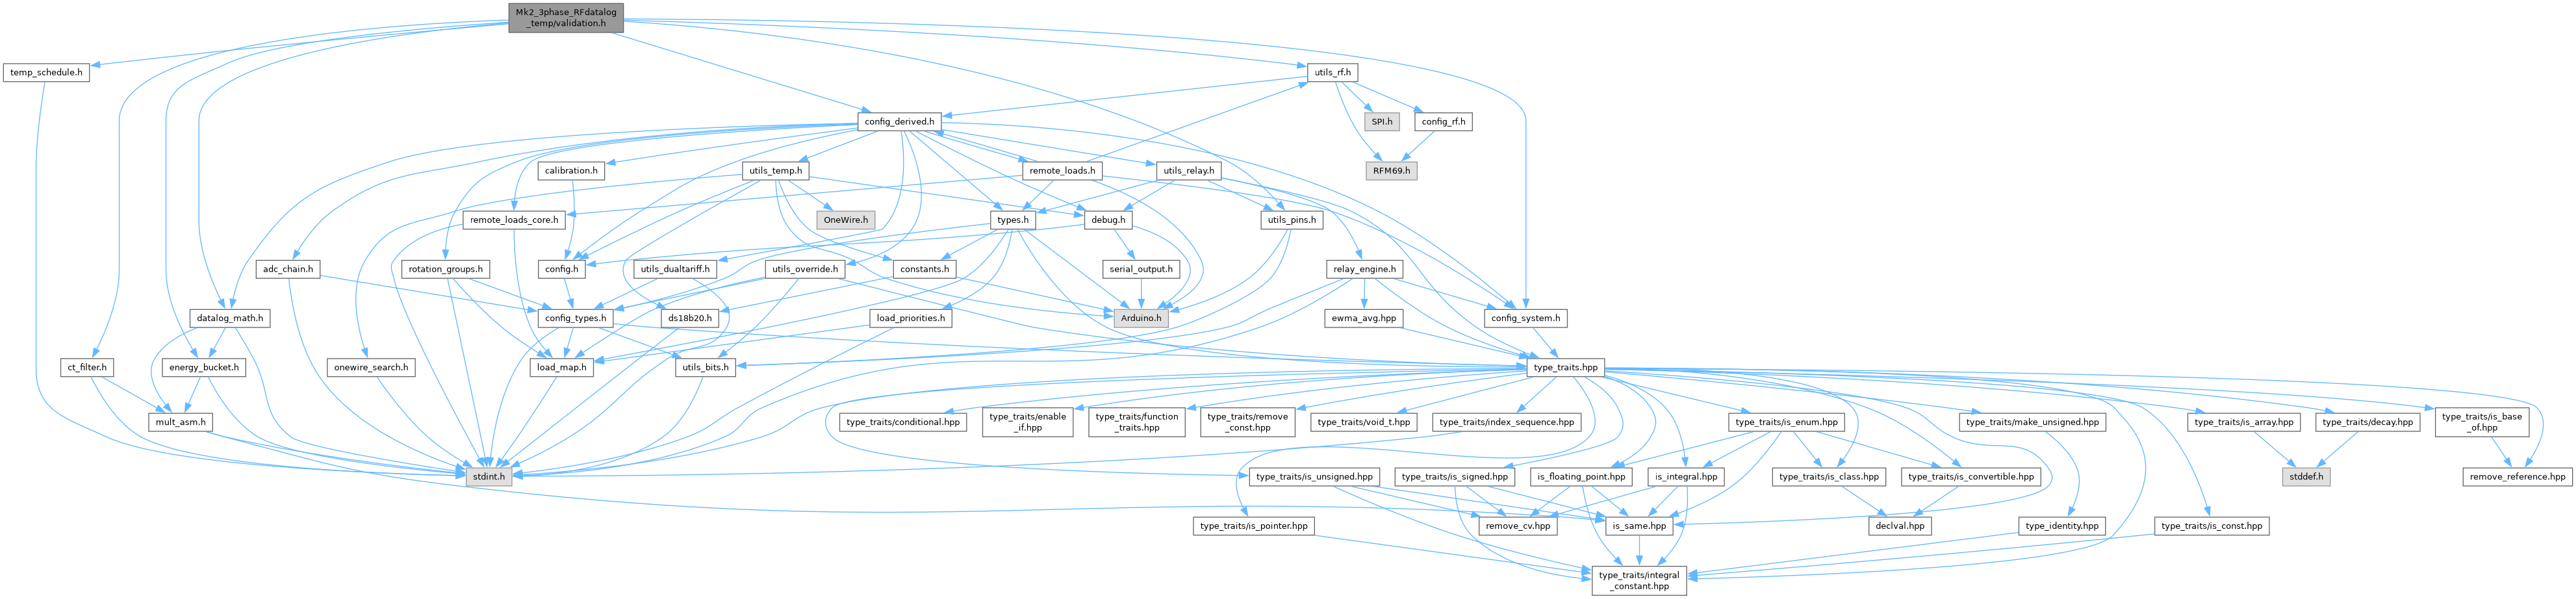 Mk2_3phase_RFdatalog
_temp/validation.h
temp_schedule.h
utils_rf.h
config_derived.h
SPI.h
config_rf.h
calibration.h
utils_temp.h
remote_loads.h
utils_relay.h
RFM69.h
remote_loads_core.h
OneWire.h
types.h
debug.h
utils_pins.h
adc_chain.h
rotation_groups.h
config.h
utils_dualtariff.h
utils_override.h
constants.h
serial_output.h
relay_engine.h
datalog_math.h
config_types.h
ds18b20.h
load_priorities.h
Arduino.h
ewma_avg.hpp
config_system.h
ct_filter.h
energy_bucket.h
onewire_search.h
load_map.h
utils_bits.h
type_traits.hpp
mult_asm.h
type_traits/conditional.hpp
type_traits/enable
_if.hpp
type_traits/function
_traits.hpp
type_traits/remove
_const.hpp
type_traits/void_t.hpp
type_traits/index_sequence.hpp
type_traits/is_enum.hpp
type_traits/make_unsigned.hpp
type_traits/is_array.hpp
type_traits/decay.hpp
type_traits/is_base
_of.hpp
stdint.h
type_traits/is_unsigned.hpp
type_traits/is_signed.hpp
is_floating_point.hpp
is_integral.hpp
type_traits/is_class.hpp
type_traits/is_convertible.hpp
stddef.h
remove_reference.hpp
type_traits/is_pointer.hpp
remove_cv.hpp
is_same.hpp
declval.hpp
type_identity.hpp
type_traits/is_const.hpp
type_traits/integral
_constant.hpp